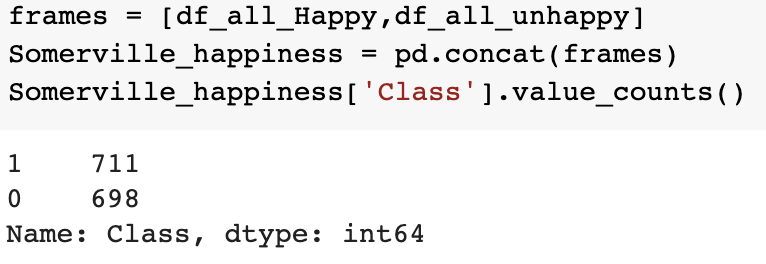 frames = [df_all_Happy,df_all_unhappy]
Somerville_happiness = pd.concat(frames)
Somerville_happiness['Class'].value_counts()
1    711
0    698
Name: Class, dtype: int64